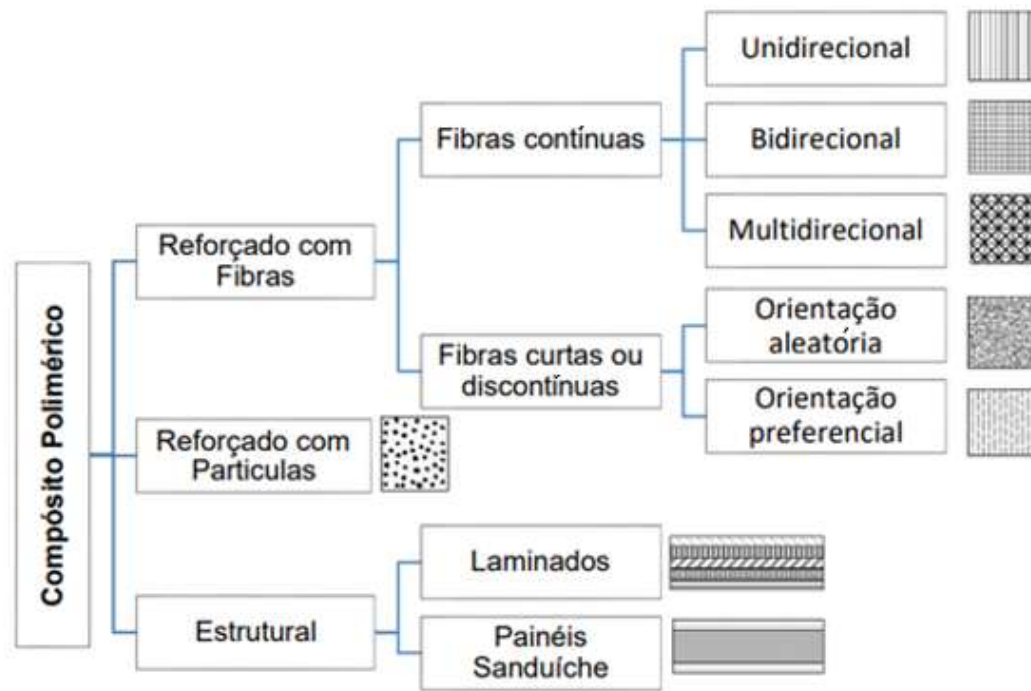 Compósito Polimérico
Reforçado com
Fibras
Fibras contínuas
Unidirecional
Bidirecional
Multidirecional
Fibras curtas ou
discontínuas
Orientação
aleatória
Orientação
preferencial
Reforçado com
Particulas
Estrutural
Laminados
Painéis
Sanduíche